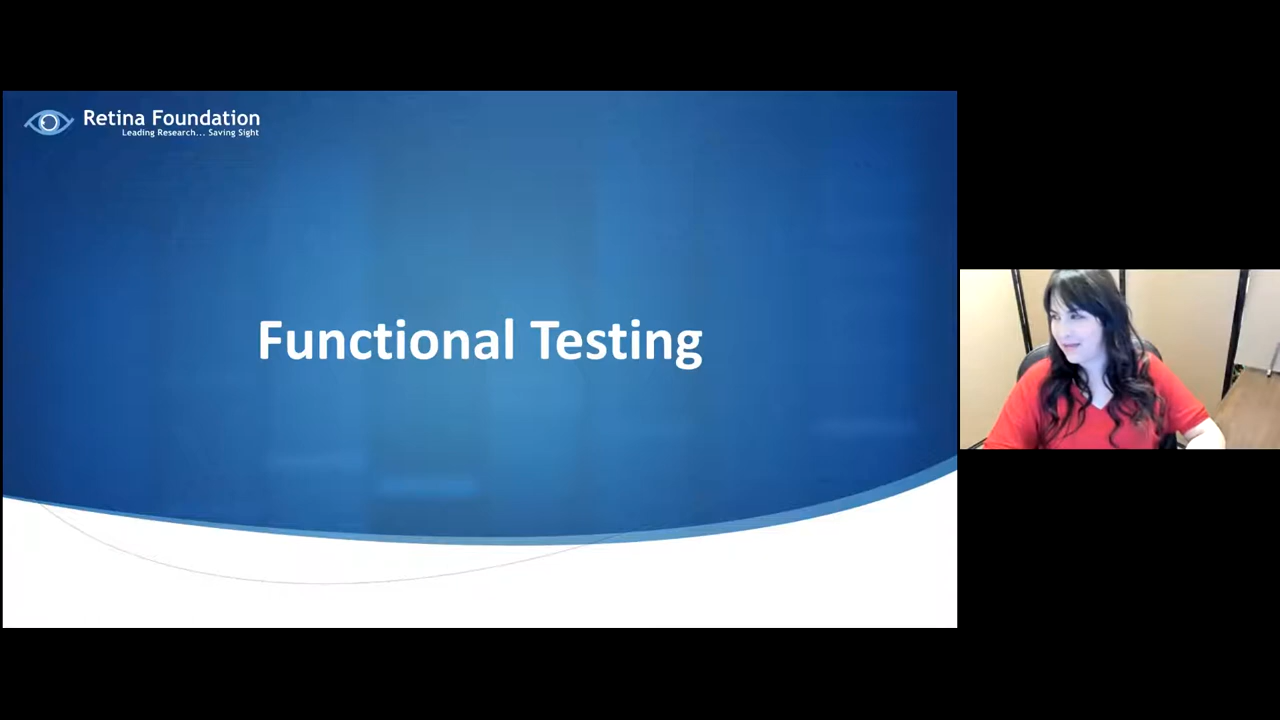 Retina Foundation
Leading Research... Saving Sight
Functional Testing